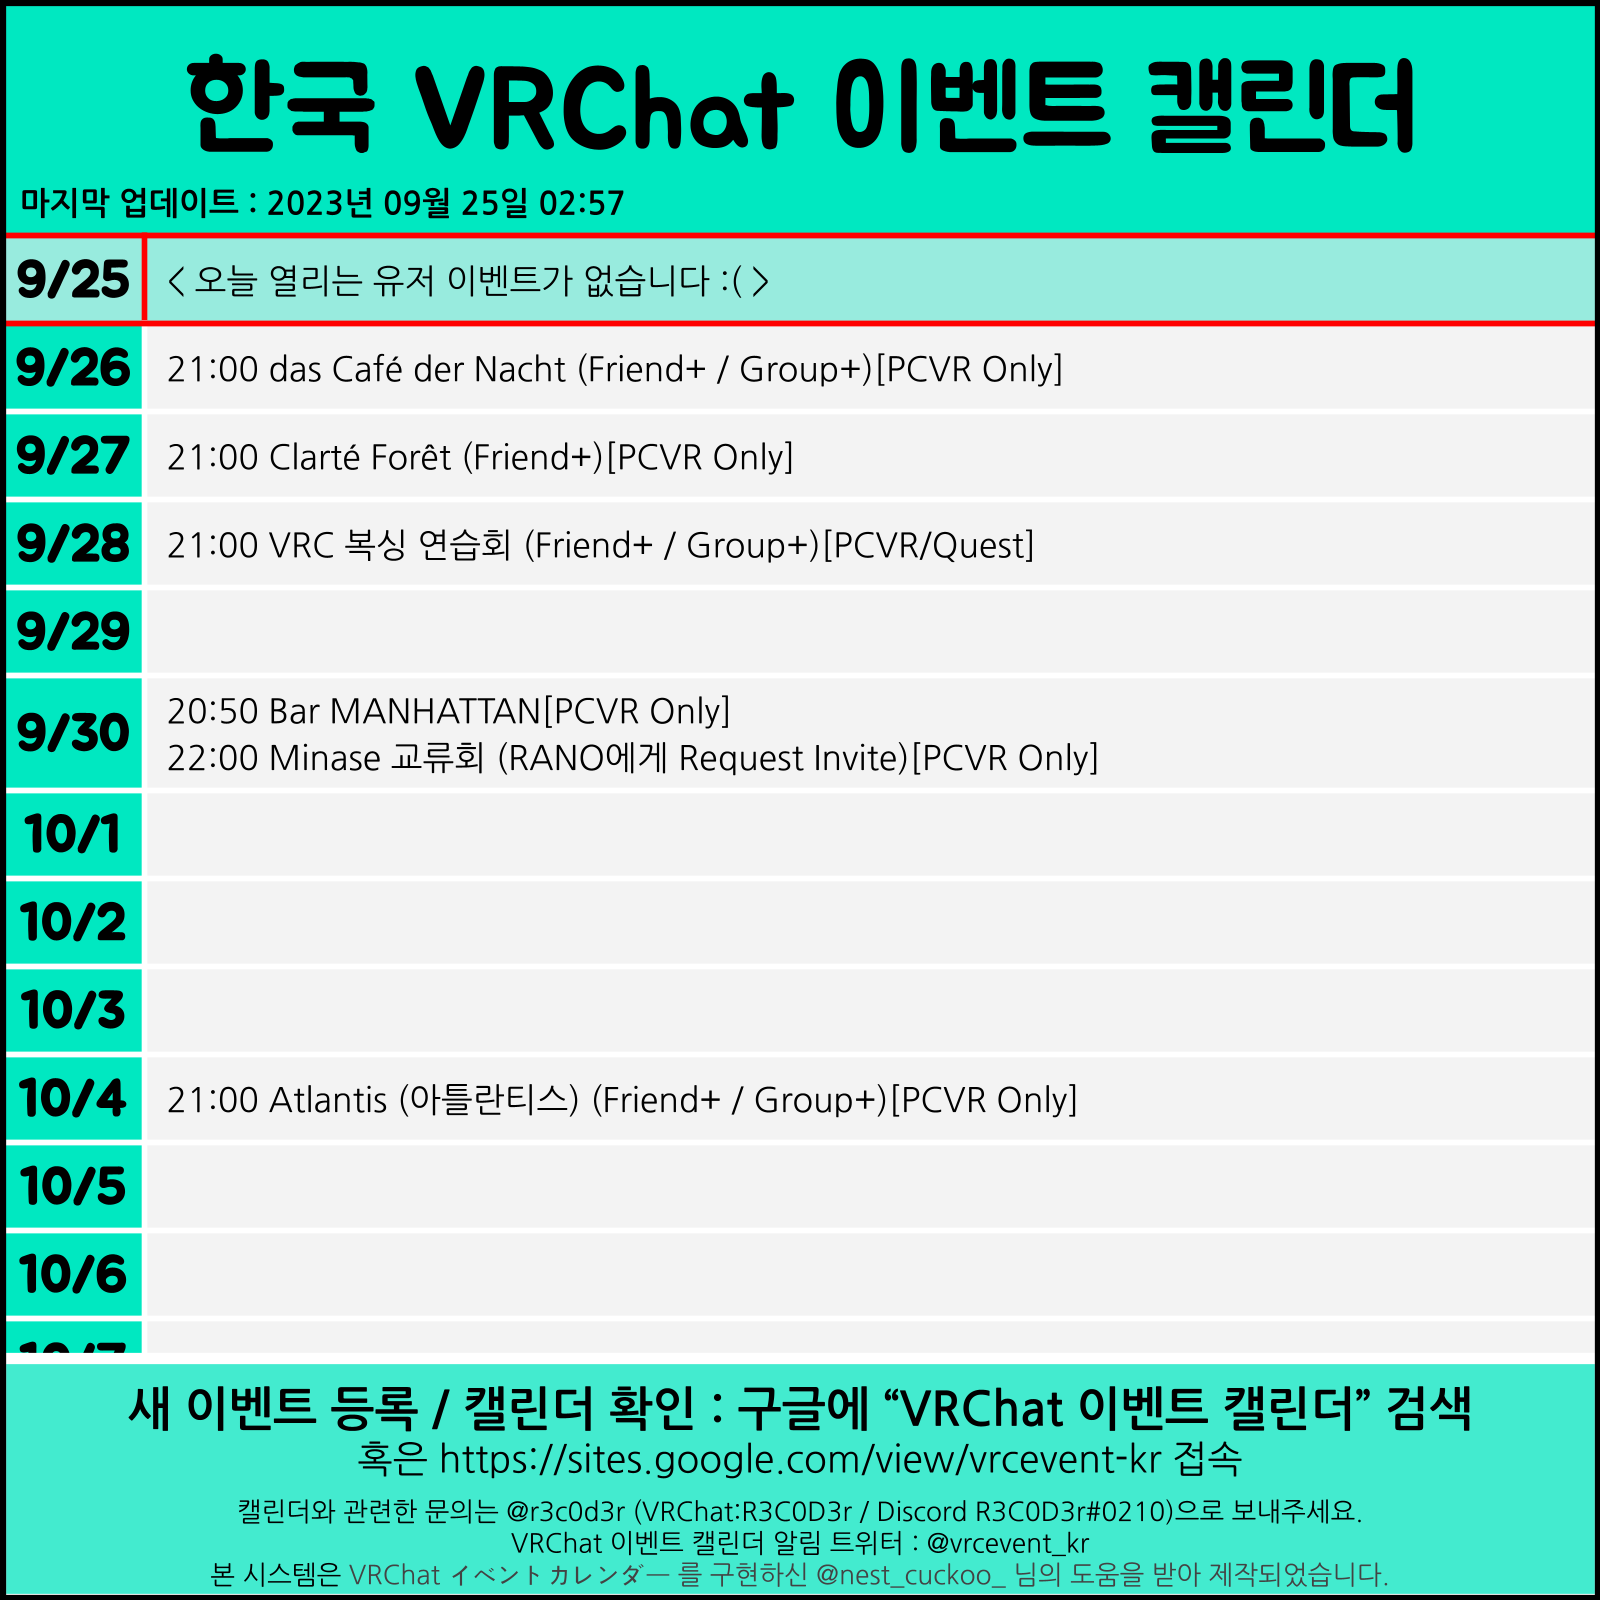 한국 VRChat 이벤트 캘린더
마지막 업데이트 : 2023년 09월 25일 02:57
9/25 < 오늘 열리는 유저 이벤트가 없습니다 :( >
9/26 21:00 das Café der Nacht (Friend+ / Group+)[PCVR Only]
9/27 21:00 Clarté Forêt (Friend+)[PCVR Only]
9/28 21:00 VRC 복싱 연습회 (Friend+ / Group+)[PCVR/Quest]
9/29
9/30 20:50 Bar MANHATTAN[PCVR Only]
22:00 Minase 교류회 (RANO에게 Request Invite)[PCVR Only]
10/1
10/2
10/3
10/4 21:00 Atlantis (아틀란티스) (Friend+ / Group+)[PCVR Only]
10/5
10/6
10/7
새 이벤트 등록 / 캘린더 확인 : 구글에 “VRChat 이벤트 캘린더” 검색
혹은 https://sites.google.com/view/vrcevent-kr 접속
캘린더와 관련한 문의는 @r3c0d3r (VRChat:R3C0D3r / Discord R3C0D3r#0210)으로 보내주세요.
VRChat 이벤트 캘린더 알림 트위터 : @vrcevent_kr
본 시스템은 VRChat イベントカレンダー 를 구현하신 @nest_cuckoo_ 님의 도움을 받아 제작되었습니다.